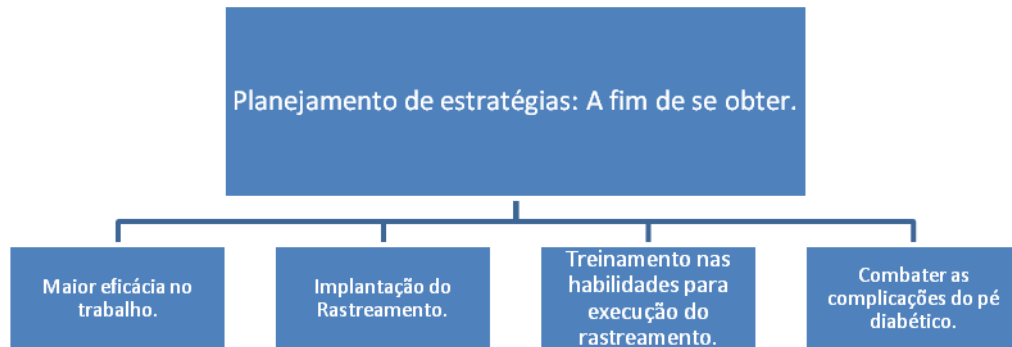 Planejamento de estratégias: A fim de se obter.
Maior eficácia no
trabalho.
Implantação do
Rastreamento.
Treinamento nas
habilidades para
execução do
rastreamento.
Combater as
complicações do pé
diabético.